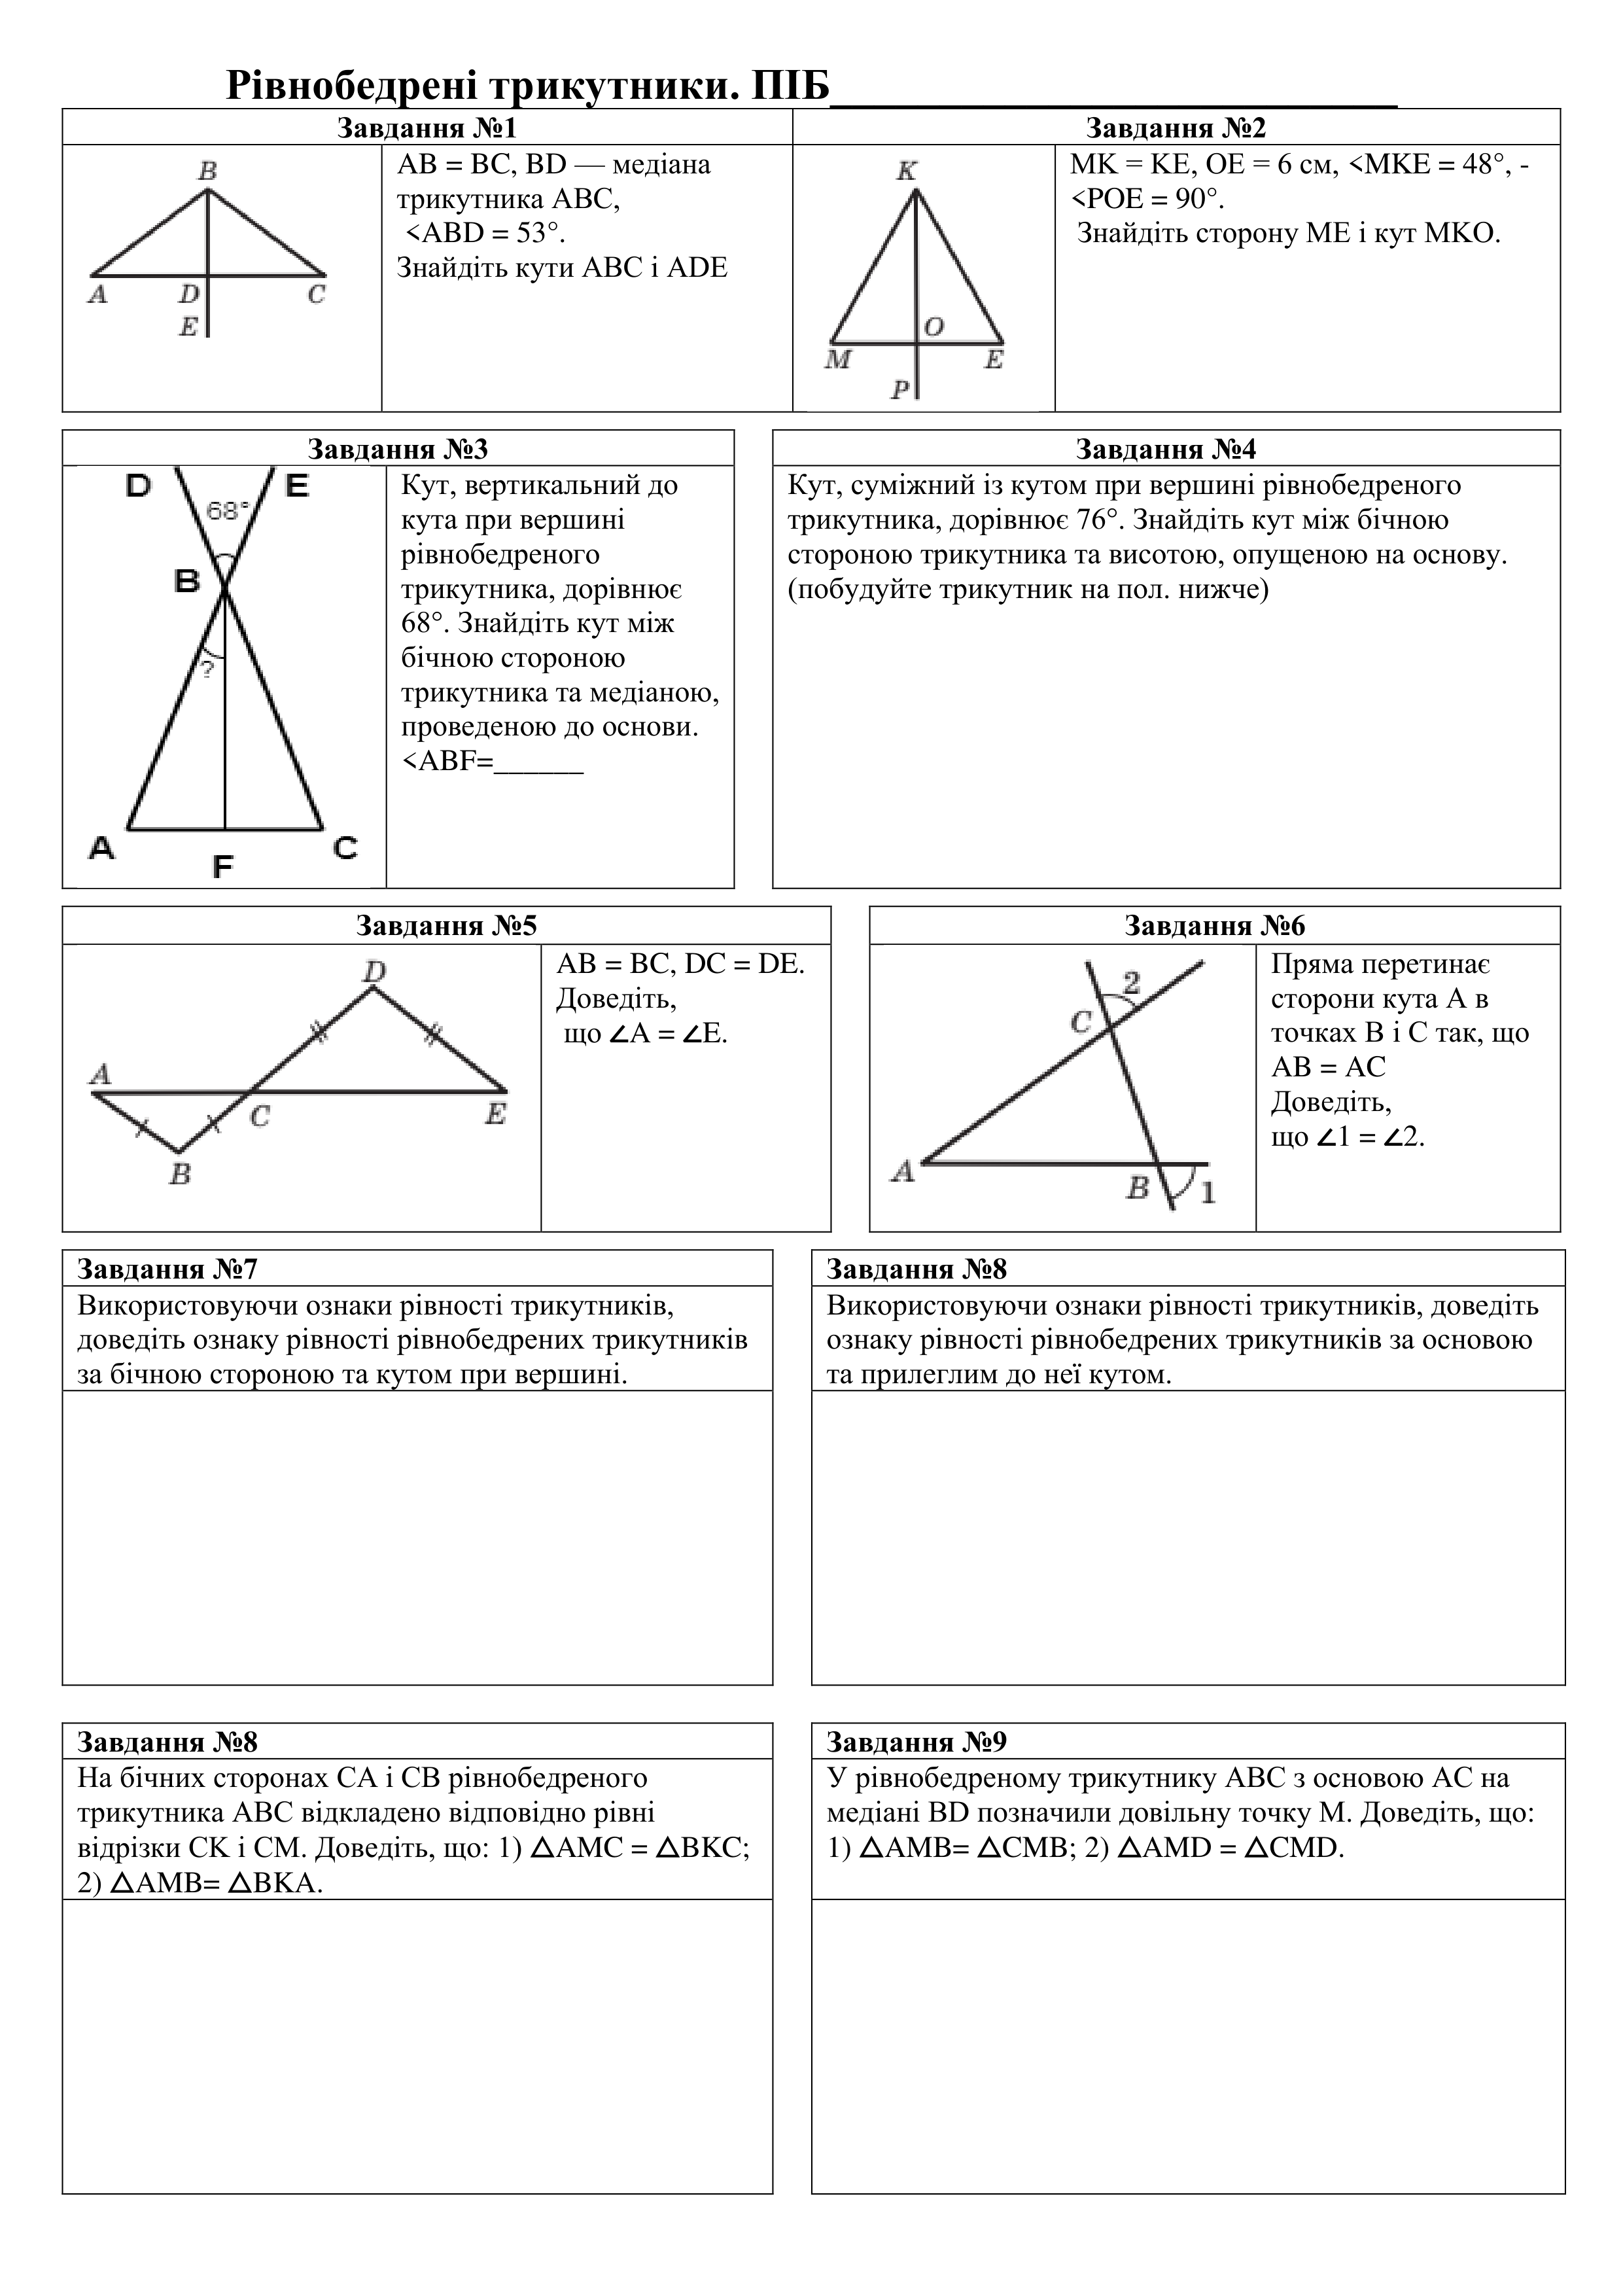 Рівнобедрені трикутники. ПІБ__________________________
Завдання №1
B
A
D
C
E
AB = BC, BD — медіана
трикутника ABC,
<ABD = 53°.
Знайдіть кути ABC і ADE
Завдання №2
K
O
M
E
P
MK = KE, OE = 6 см, <MKE = 48°, -
<POE = 90°.
Знайдіть сторону ME і кут MKO.
Завдання №3
D
E
68°
B
?
A
C
F
Кут, вертикальний до
кута при вершині
рівнобедреного
трикутника, дорівнює
68°. Знайдіть кут між
бічною стороною
трикутника та медіаною,
проведеною до основи.
<ABF=______
Завдання №4
Кут, суміжний із кутом при вершині рівнобедреного
трикутника, дорівнює 76°. Знайдіть кут між бічною
стороною трикутника та висотою, опущеною на основу.
(побудуйте трикутник на пол. нижче)
Завдання №5
D
A
C
E
B
AB = BC, DC = DE.
Доведіть,
що ∠A = ∠E.
Завдання №6
2
C
A
B
1
Пряма перетинає
сторони кута A в
точках B і C так, що
AB = AC
Доведіть,
що ∠1 = ∠2.
Завдання №7
Використовуючи ознаки рівності трикутників,
доведіть ознаку рівності рівнобедрених трикутників
за бічною стороною та кутом при вершині.
Завдання №8
Використовуючи ознаки рівності трикутників, доведіть
ознаку рівності рівнобедрених трикутників за основою
та прилеглим до неї кутом.
Завдання №8
На бічних сторонах CA і CB рівнобедреного
трикутника ABC відкладено відповідно рівні
відрізки CK і CM. Доведіть, що: 1) △AMC = △BKC;
2) △AMB= △BKA.
Завдання №9
У рівнобедреному трикутнику ABC з основою AC на
медіані BD позначили довільну точку M. Доведіть, що:
1) △AMB= △CMB; 2) △AMD = △CMD.